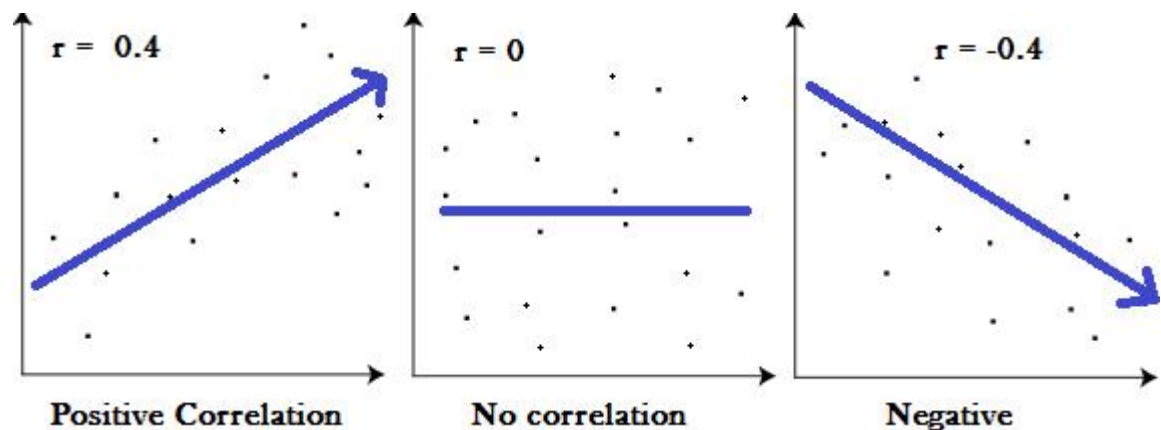 r = 0.4
r = 0
r = -0.4
Positive Correlation
No correlation
Negative